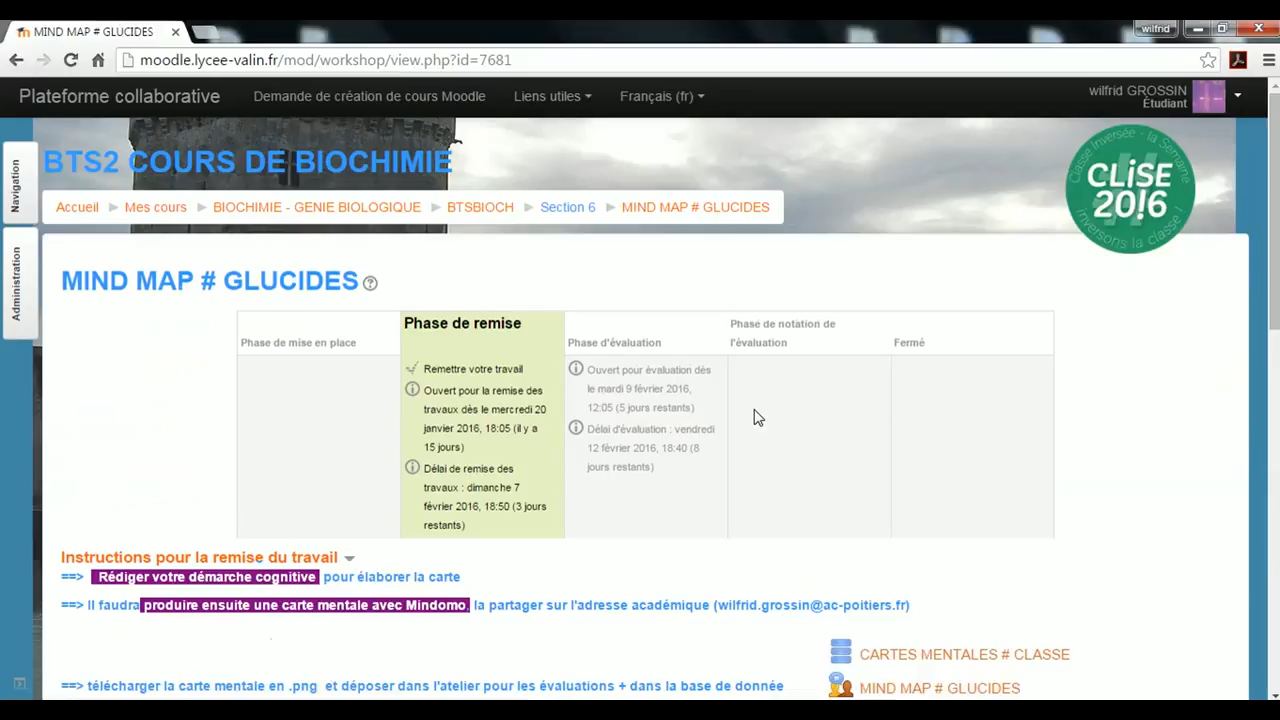 MIND MAP # GLUCIDES
wilfrid
moodle.lycee-valin.fr/mod/workshop/view.php?id=7681
Plateforme collaborative Demande de création de cours Moodle Liens utiles Français (fr) wilfrid GROSSIN
Étudiant
Navigation
Administration
BTS2 COURS DE BIOCHIMIE
Classe Inversée - la Semaine
CLiSE
20!6
Inversons la classe !
Accueil Mes cours BIOCHIMIE - GENIE BIOLOGIQUE BTSBIOCH Section 6 MIND MAP # GLUCIDES
MIND MAP # GLUCIDES
Phase de mise en place
Phase de remise
Remettre votre travail
Ouvert pour la remise des
travaux dès le mercredi 20
janvier 2016, 18:05 (il y a
15 jours)
Délai de remise des
travaux : dimanche 7
février 2016, 18:50 (3 jours
restants)
Phase d'évaluation
Ouvert pour évaluation dès
le mardi 9 février 2016,
12:05 (5 jours restants)
Délai d'évaluation : vendredi
12 février 2016, 18:40 (8
jours restants)
Phase de notation de
l'évaluation
Fermé
Instructions pour la remise du travail
==> Rédiger votre démarche cognitive pour élaborer la carte
==> Il faudra produire ensuite une carte mentale avec Mindomo, la partager sur l'adresse académique (wilfrid.grossin@ac-poitiers.fr)
CARTES MENTALES # CLASSE
==> télécharger la carte mentale en .png et déposer dans l'atelier pour les évaluations + dans la base de donnée
MIND MAP # GLUCIDES